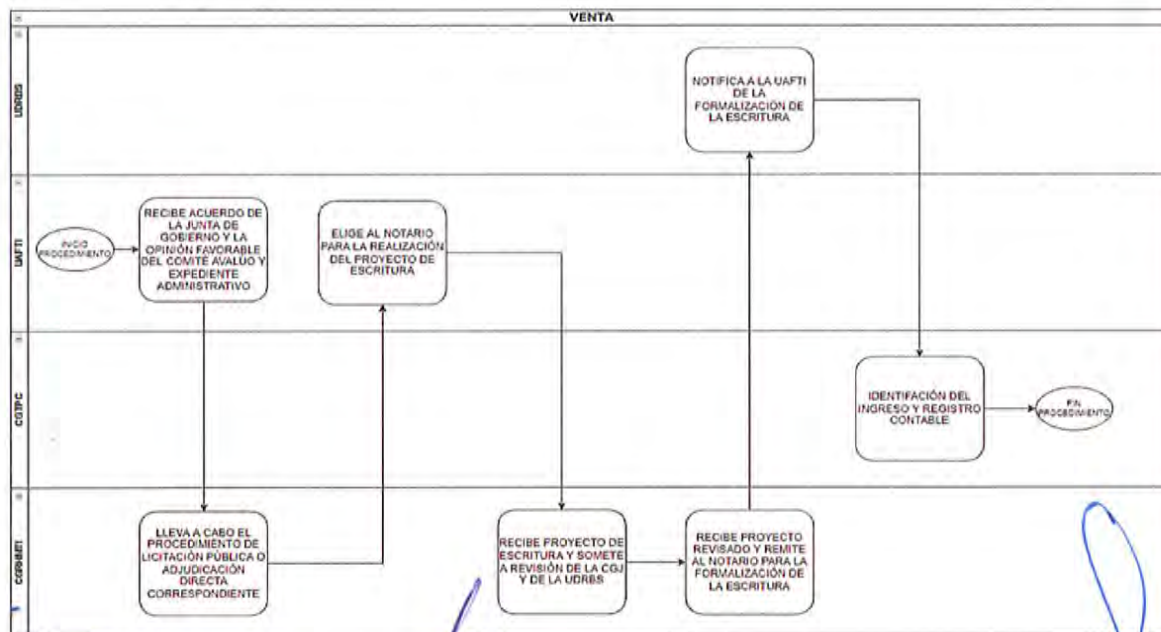 VENTA
UDRBS
NOTIFICA A LA UAFTI
DE LA
FORMALIZACIÓN DE
LA ESCRITURA
UAFTI
INICIO
PROCEDIMIENTO
RECIBE ACUERDO DE
LA JUNTA DE
GOBIERNO Y LA
OPINIÓN FAVORABLE
DEL COMITÉ AVALÚO Y
EXPEDIENTE
ADMINISTRATIVO
ELIGE AL NOTARIO
PARA LA REALIZACIÓN
DEL PROYECTO DE
ESCRITURA
CGTPC
IDENTIFACIÓN DEL
INGRESO Y REGISTRO
CONTABLE
FIN
PROCEDIMIENTO
LLEVA A CABO EL
PROCEDIMIENTO DE
LICITACIÓN PÚBLICA O
ADJUDICACIÓN
DIRECTA
CORRESPONDIENTE
RECIBE PROYECTO DE
ESCRITURA Y SOMETE
A REVISIÓN DE LA CGJ
Y DE LA UDRBS
RECIBE PROYECTO
REVISADO Y REMITE
AL NOTARIO PARA LA
FORMALIZACIÓN DE
LA ESCRITURA